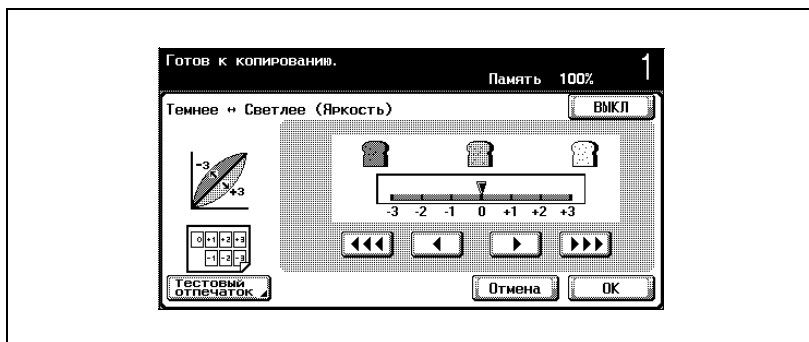 Готов к копированию.
Память 100% 1
Темнее ↔ Светлее (Яркость) ВЫКЛ
-3
+3
-3 -2 -1 0 +1 +2 +3
0 +1 +2 +3
-1 -2 -3
Тестовый
отпечаток
Отмена OK